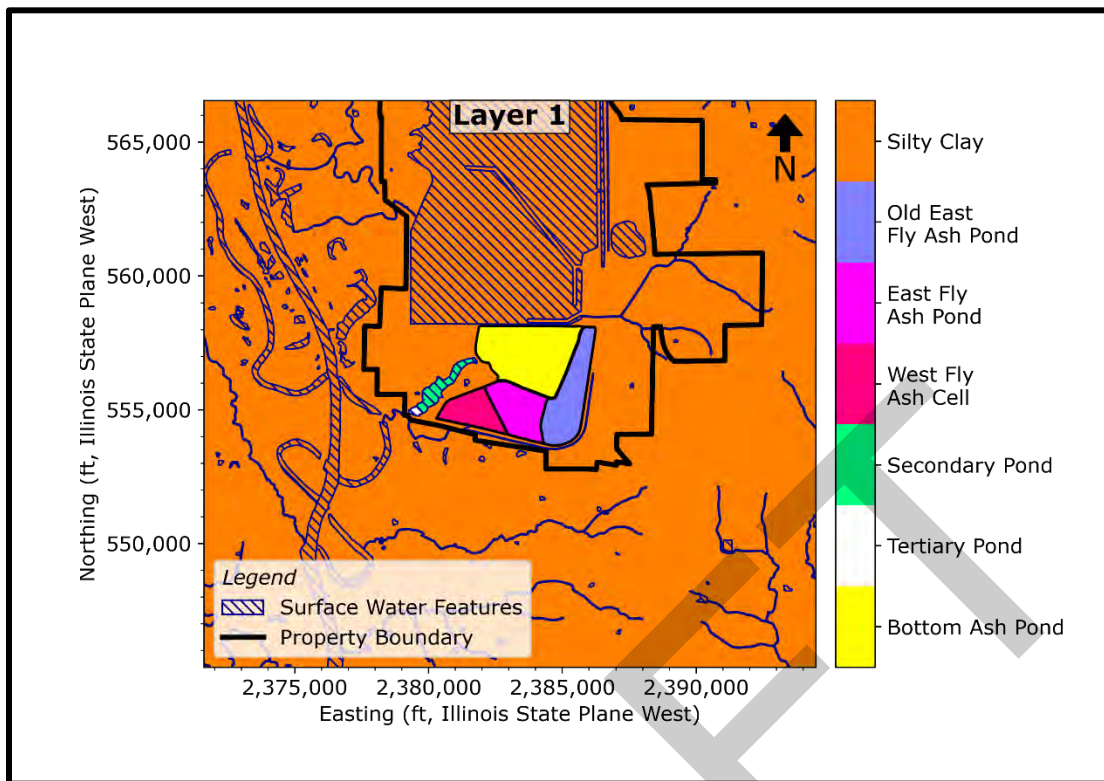 Layer 1
N
565,000
560,000
555,000
550,000
Northing (ft, Illinois State Plane West)
2,375,000
2,380,000
2,385,000
2,390,000
Easting (ft, Illinois State Plane West)
Legend
Surface Water Features
Property Boundary
Silty Clay
Old East
Fly Ash Pond
East Fly
Ash Pond
West Fly
Ash Cell
Secondary Pond
Tertiary Pond
Bottom Ash Pond
FT